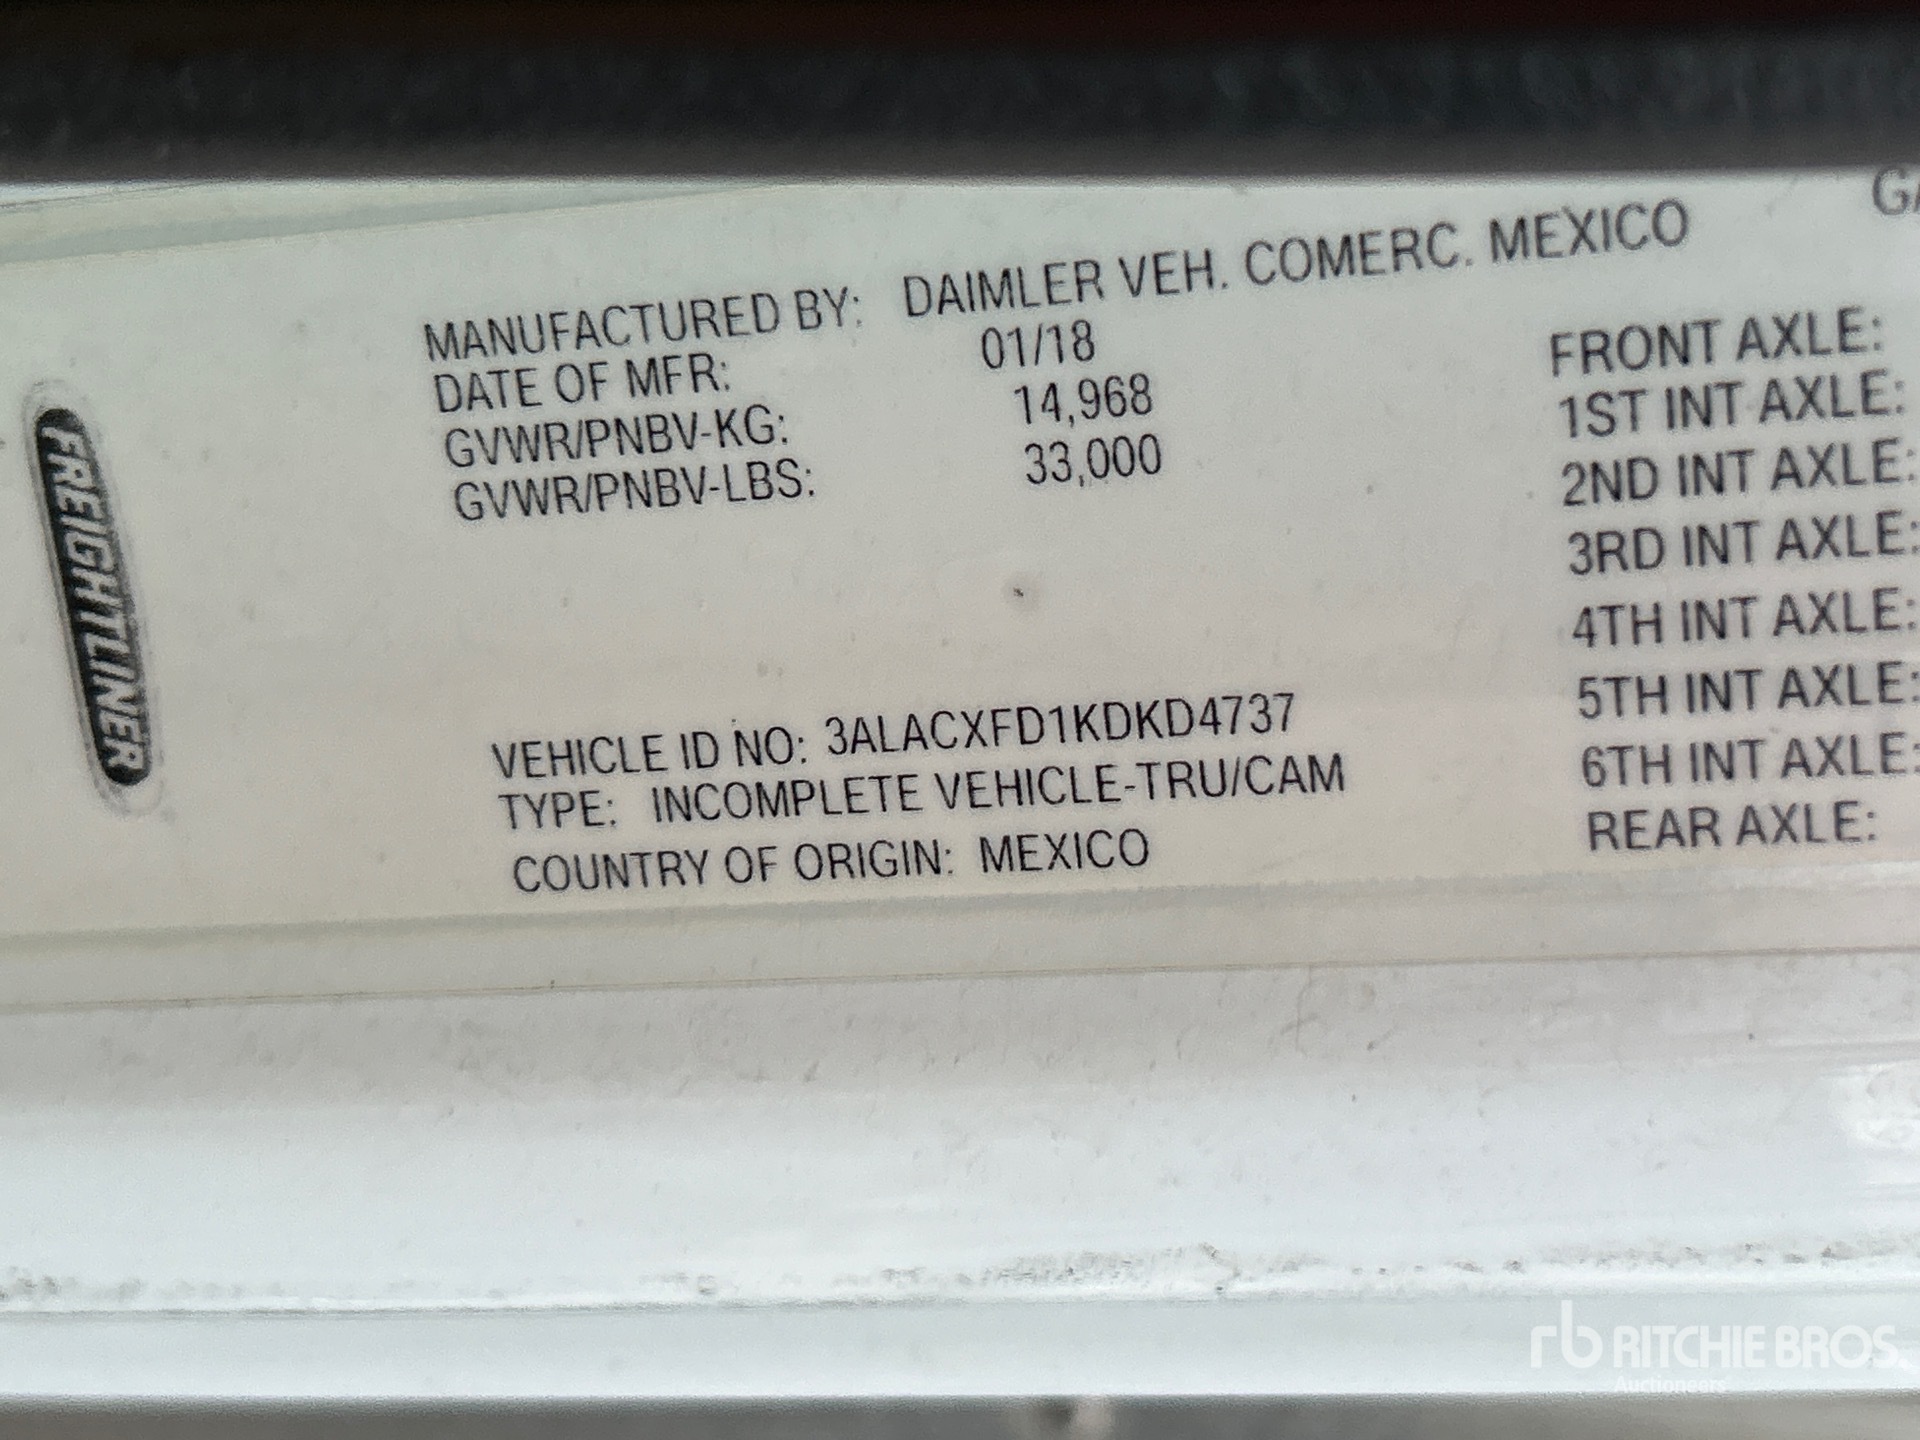 FREIGHTLINER
MANUFACTURED BY: DAIMLER VEH. COMERC. MEXICO
DATE OF MFR: 01/18
GVWR/PNBV-KG: 14,968
GVWR/PNBV-LBS: 33,000
VEHICLE ID NO: 3ALACXFD1KDKD4737
TYPE: INCOMPLETE VEHICLE-TRU/CAM
COUNTRY OF ORIGIN: MEXICO
FRONT AXLE:
1ST INT AXLE:
2ND INT AXLE:
3RD INT AXLE:
4TH INT AXLE:
5TH INT AXLE:
6TH INT AXLE:
REAR AXLE:
rb RITCHIE BROS.
Auctioneers